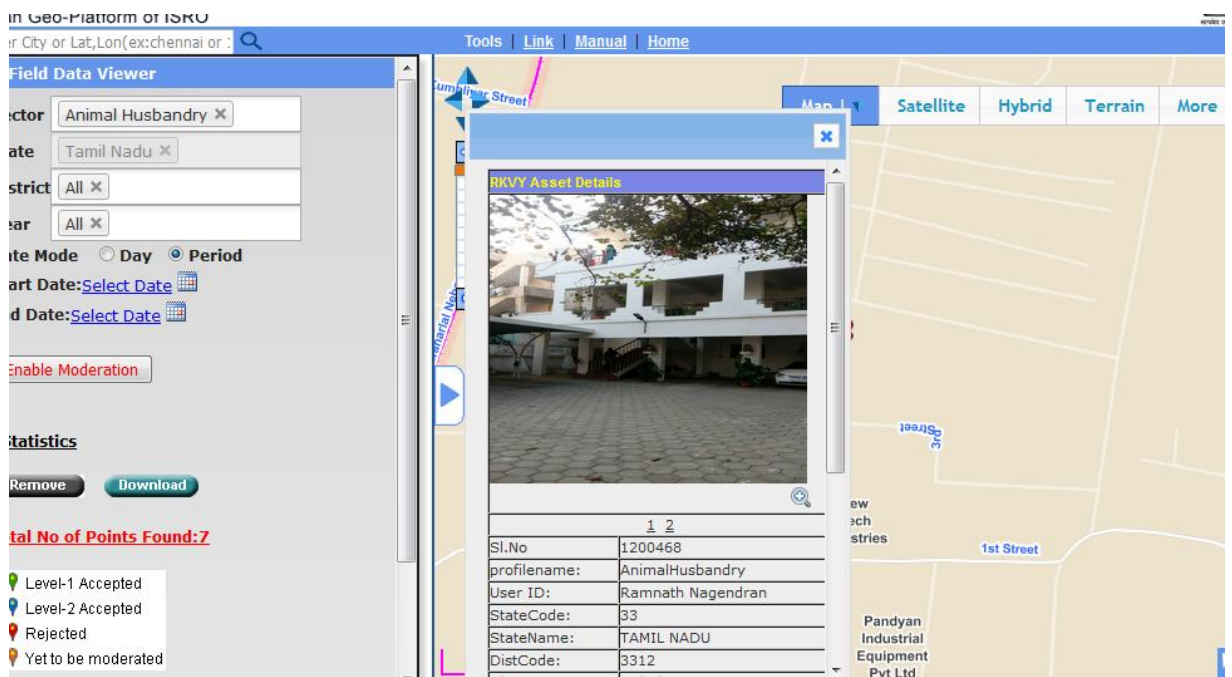 an Geo-Platform of ISRO
er City or Lat,Lon(ex:chennai or :
Tools | Link | Manual | Home
Field Data Viewer
ector Animal Husbandry ×
ate Tamil Nadu ×
strict All ×
ear All ×
ate Mode Day Period
art Date:Select Date
d Date:Select Date
Enable Moderation
Statistics
Remove Download
tal No of Points Found:7
Level-1 Accepted
Level-2 Accepted
Rejected
Yet to be moderated
Street
Map Satellite Hybrid Terrain More
RKVY Asset Details
1 2
Sl.No 1200468
profilename: AnimalHusbandry
User ID: Ramnath Nagendran
StateCode: 33
StateName: TAMIL NADU
DistCode: 3312
3rd Street
ew
ech
stries
1st Street
Pandyan
Industrial
Equipment
Pvt Ltd